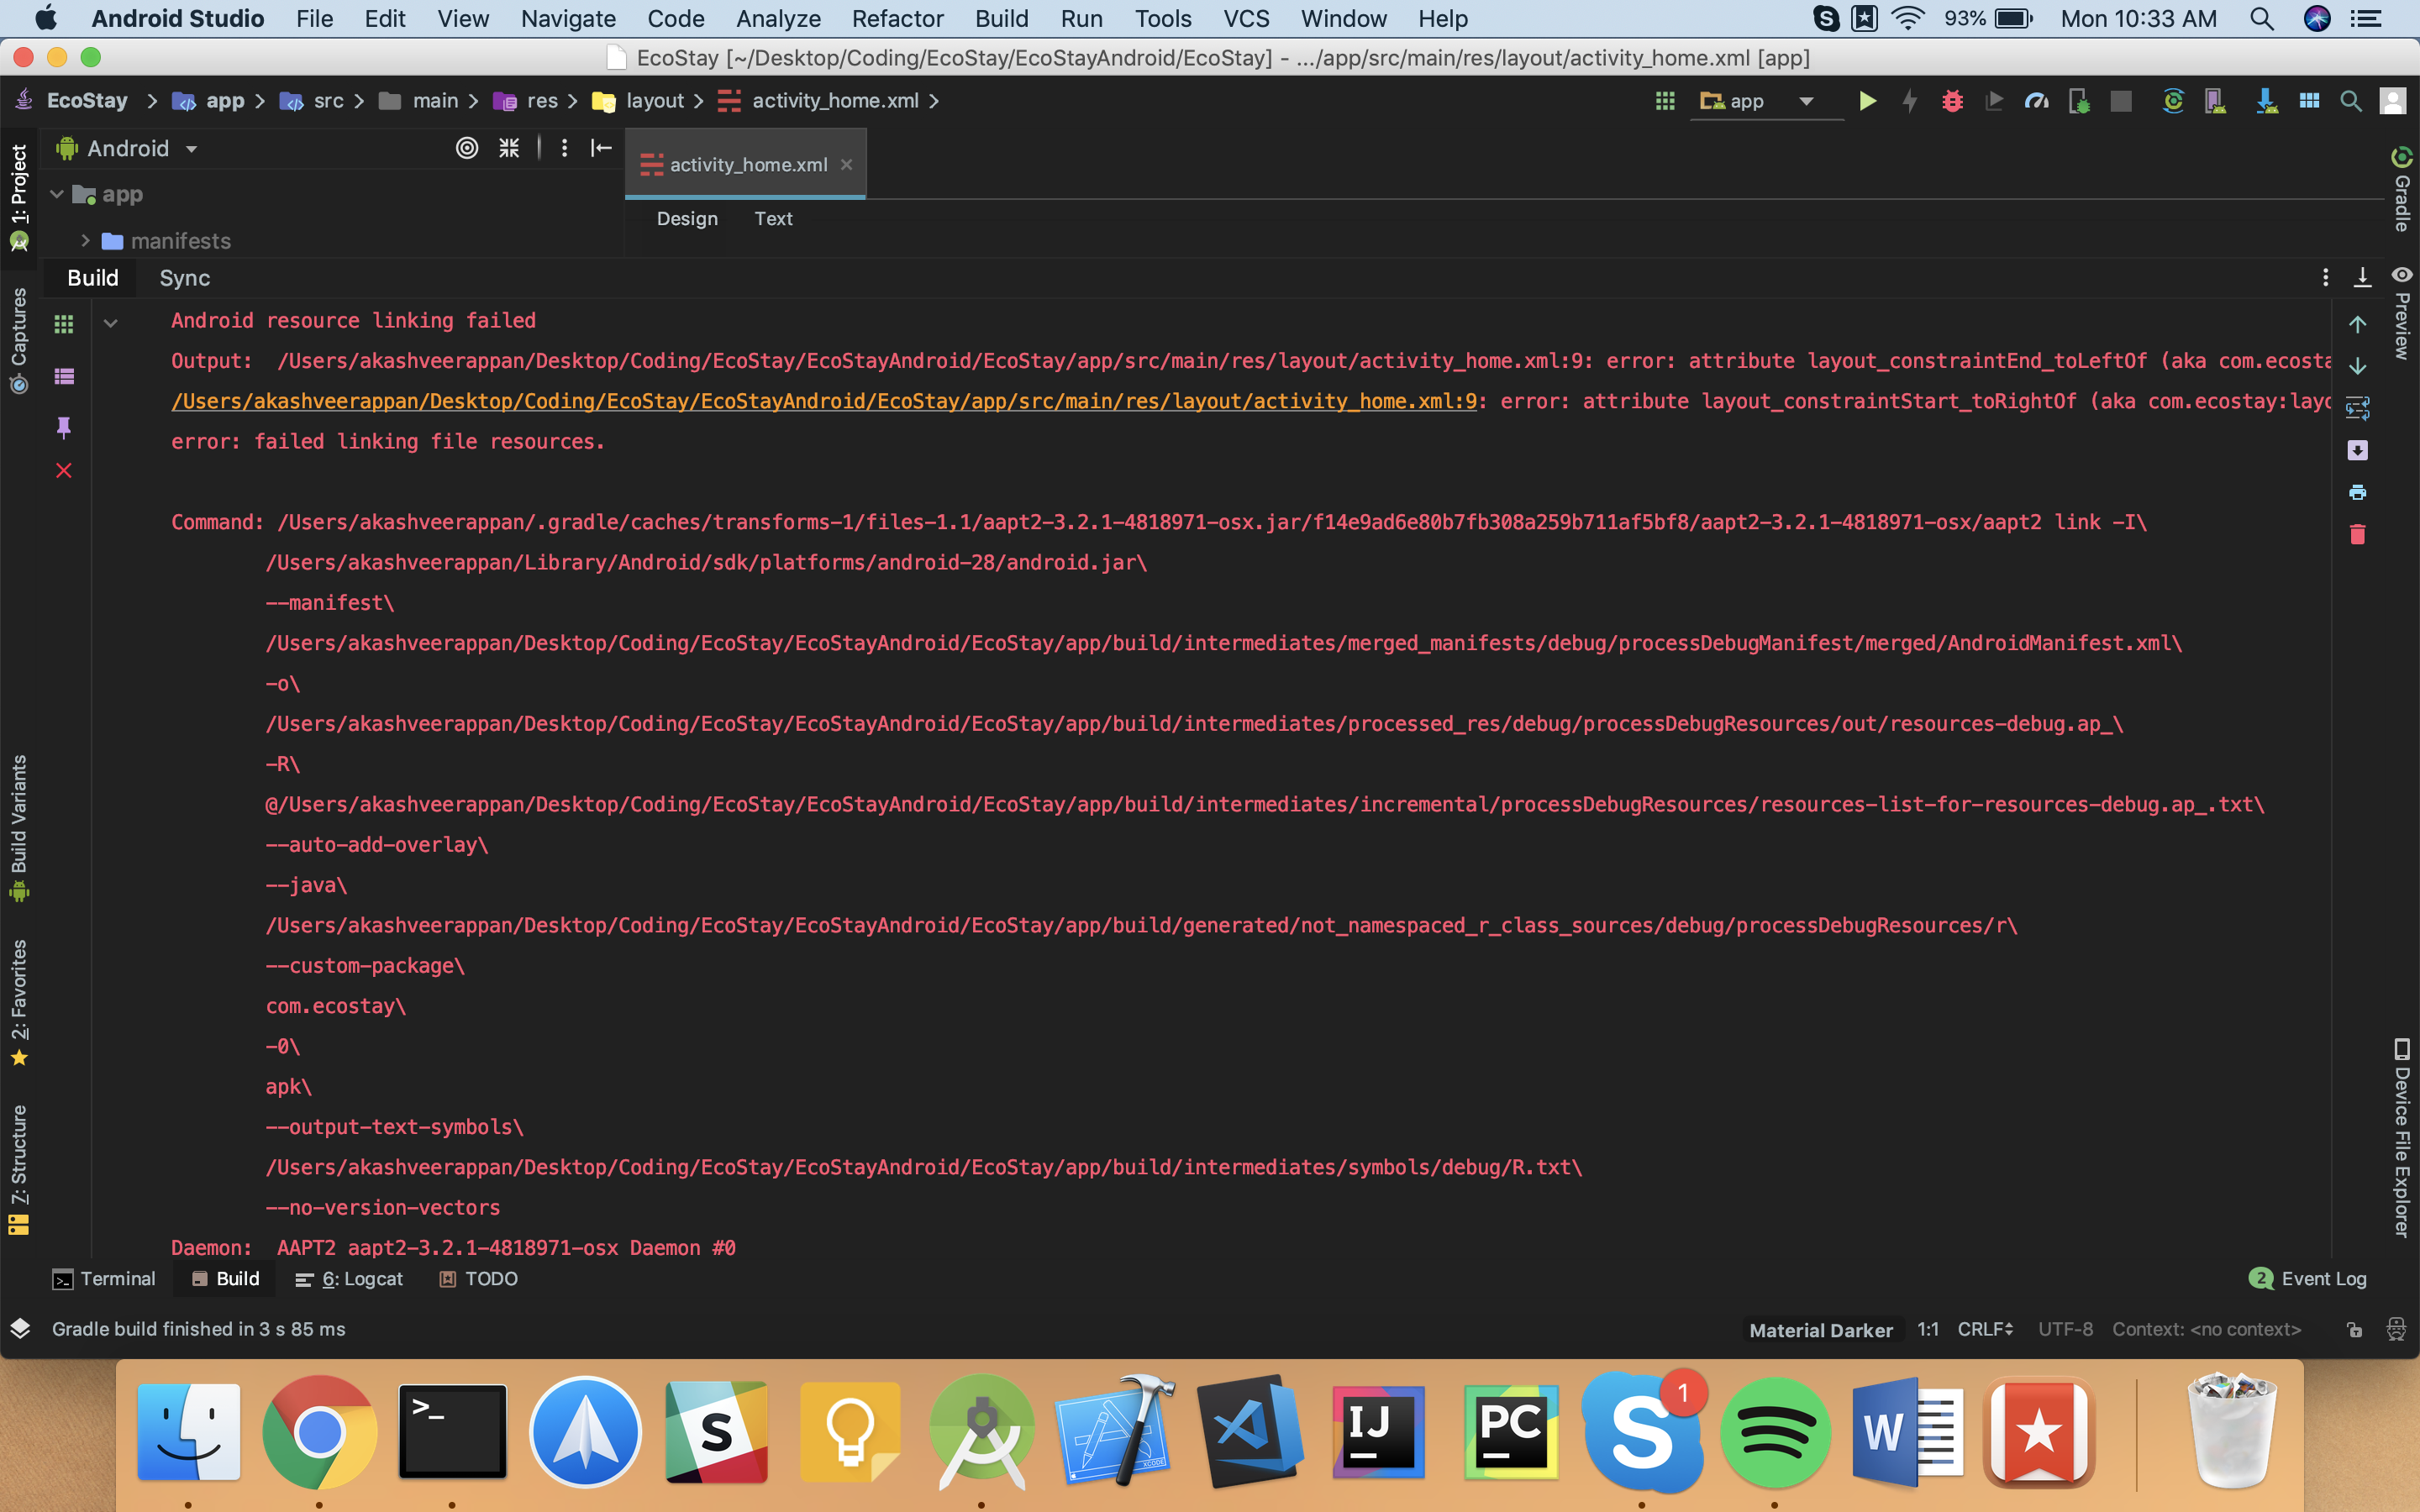 Android Studio File Edit View Navigate Code Analyze Refactor Build Run Tools VCS Window Help 93% Mon 10:33 AM
EcoStay [~/Desktop/Coding/EcoStay/EcoStayAndroid/EcoStay] - .../app/src/main/res/layout/activity_home.xml [app]
EcoStay app src main res layout activity_home.xml app
Android activity_home.xml
app
Design Text
manifests
Build Sync
Android resource linking failed
Output:  /Users/akashveerappan/Desktop/Coding/EcoStay/EcoStayAndroid/EcoStay/app/src/main/res/layout/activity_home.xml:9: error: attribute layout_constraintEnd_toLeftOf (aka com.ecosta
/Users/akashveerappan/Desktop/Coding/EcoStay/EcoStayAndroid/EcoStay/app/src/main/res/layout/activity_home.xml:9: error: attribute layout_constraintStart_toRightOf (aka com.ecostay:layo
error: failed linking file resources.
Command: /Users/akashveerappan/.gradle/caches/transforms-1/files-1.1/aapt2-3.2.1-4818971-osx.jar/f14e9ad6e80b7fb308a259b711af5bf8/aapt2-3.2.1-4818971-osx/aapt2 link -I\
/Users/akashveerappan/Library/Android/sdk/platforms/android-28/android.jar\
--manifest\
/Users/akashveerappan/Desktop/Coding/EcoStay/EcoStayAndroid/EcoStay/app/build/intermediates/merged_manifests/debug/processDebugManifest/merged/AndroidManifest.xml\
-o\
/Users/akashveerappan/Desktop/Coding/EcoStay/EcoStayAndroid/EcoStay/app/build/intermediates/processed_res/debug/processDebugResources/out/resources-debug.ap_\
-R\
@/Users/akashveerappan/Desktop/Coding/EcoStay/EcoStayAndroid/EcoStay/app/build/intermediates/incremental/processDebugResources/resources-list-for-resources-debug.ap_.txt\
--auto-add-overlay\
--java\
/Users/akashveerappan/Desktop/Coding/EcoStay/EcoStayAndroid/EcoStay/app/build/generated/not_namespaced_r_class_sources/debug/processDebugResources/r\
--custom-package\
com.ecostay\
-0\
apk\
--output-text-symbols\
/Users/akashveerappan/Desktop/Coding/EcoStay/EcoStayAndroid/EcoStay/app/build/intermediates/symbols/debug/R.txt\
--no-version-vectors
Daemon:  AAPT2 aapt2-3.2.1-4818971-osx Daemon #0
1: Project
Captures
Build Variants
2: Favorites
7: Structure
Gradle
Preview
Device File Explorer
Terminal Build 6: Logcat TODO 2 Event Log
Gradle build finished in 3 s 85 ms Material Darker 1:1 CRLF UTF-8 Context: <no context>
>_ S XCODE IJ PC S 1 W